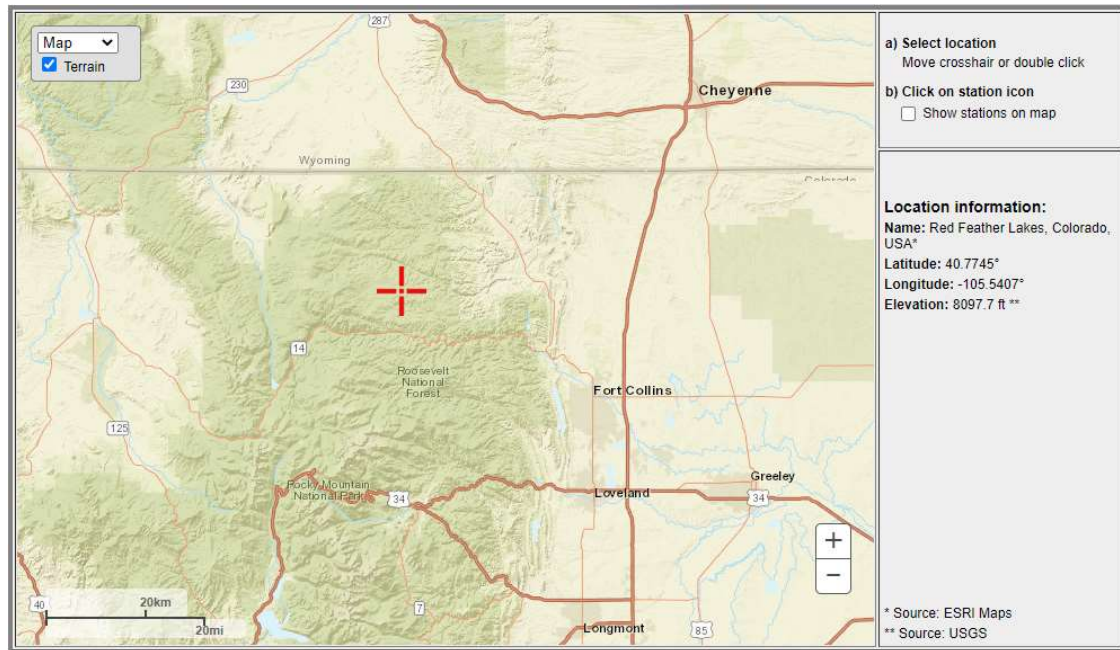 Map
Terrain
287
230
Cheyenne
Wyoming
Colorado
14
Roosevelt
National
Forest
Fort Collins
125
Rocky Mountain
National Park
34
Loveland
Greeley
34
40
20km
20mi
7
Longmont
85
+
−
a) Select location
Move crosshair or double click
b) Click on station icon
Show stations on map
Location information:
Name: Red Feather Lakes, Colorado,
USA*
Latitude: 40.7745°
Longitude: -105.5407°
Elevation: 8097.7 ft **
* Source: ESRI Maps
** Source: USGS